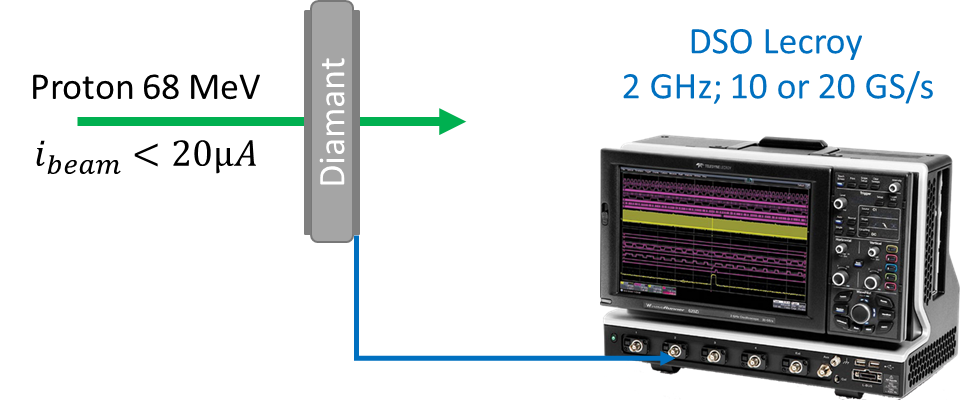 DSO Lecroy
Proton 68 MeV
2 GHz; 10 or 20 GS/s
i_beam < 20µA
Diamant